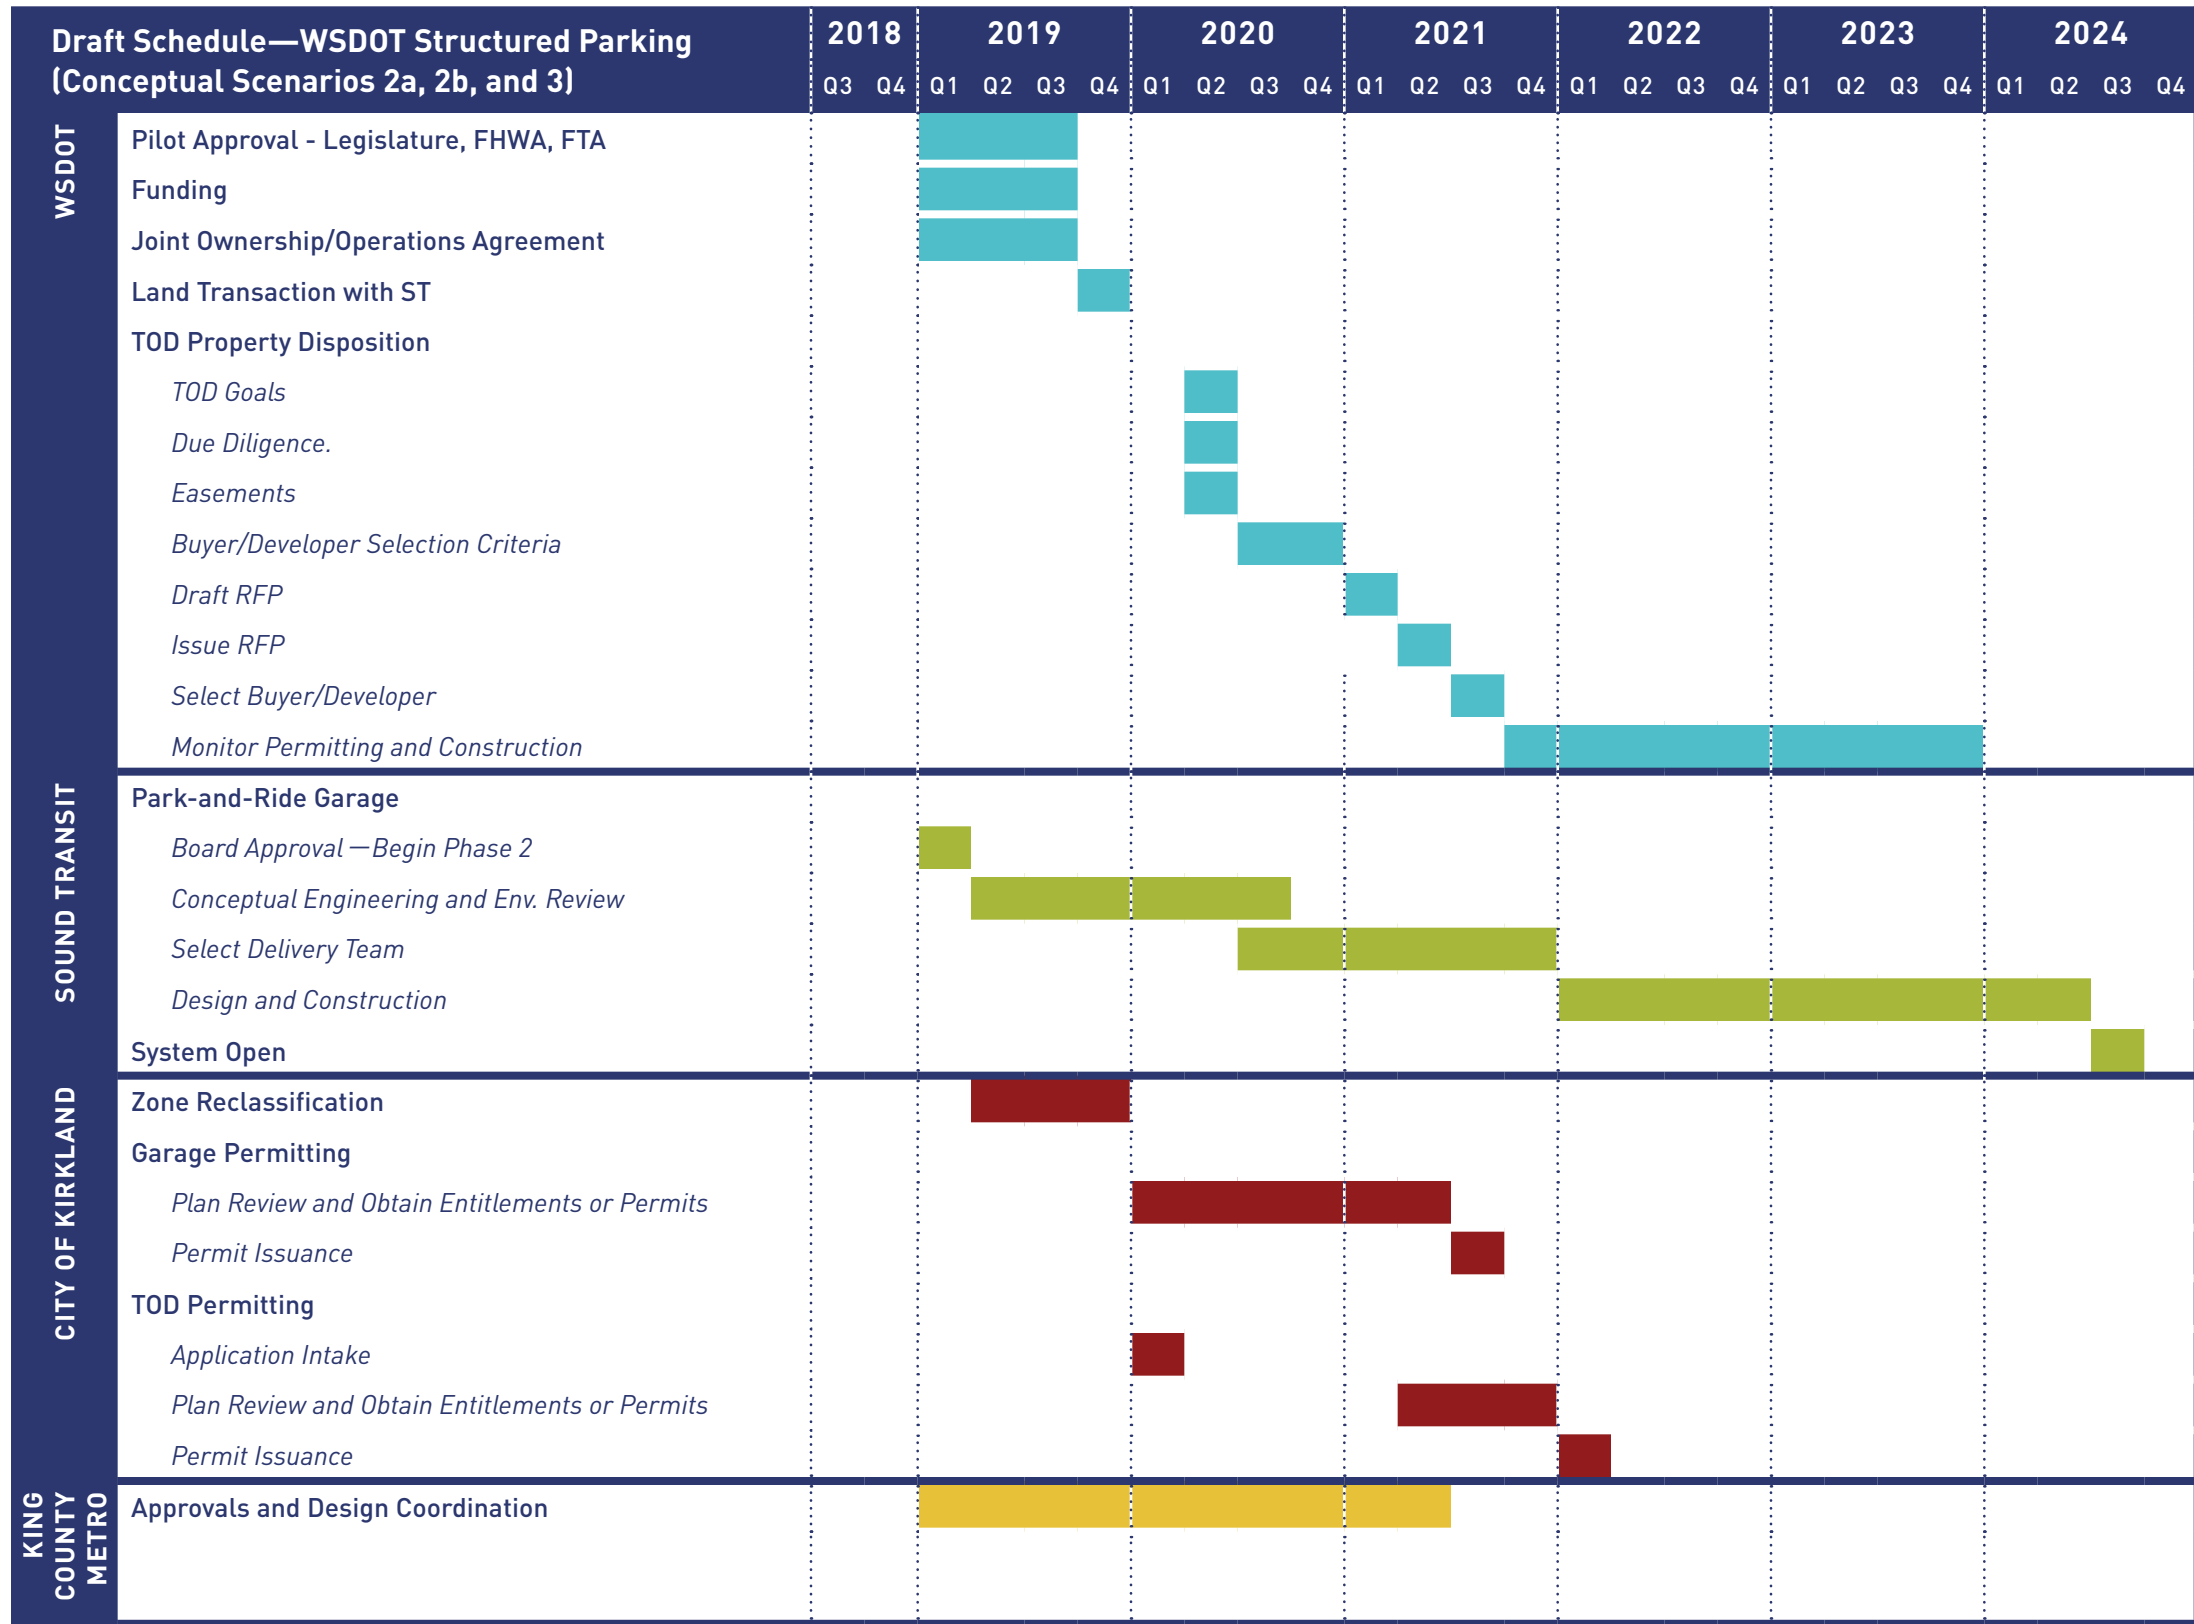 Draft Schedule—WSDOT Structured Parking
(Conceptual Scenarios 2a, 2b, and 3)
2018 2019 2020 2021 2022 2023 2024
Q3 Q4 Q1 Q2 Q3 Q4 Q1 Q2 Q3 Q4 Q1 Q2 Q3 Q4 Q1 Q2 Q3 Q4 Q1 Q2 Q3 Q4 Q1 Q2 Q3 Q4
WSDOT
Pilot Approval - Legislature, FHWA, FTA
Funding
Joint Ownership/Operations Agreement
Land Transaction with ST
TOD Property Disposition
TOD Goals
Due Diligence.
Easements
Buyer/Developer Selection Criteria
Draft RFP
Issue RFP
Select Buyer/Developer
Monitor Permitting and Construction
SOUND TRANSIT
Park-and-Ride Garage
Board Approval—Begin Phase 2
Conceptual Engineering and Env. Review
Select Delivery Team
Design and Construction
System Open
CITY OF KIRKLAND
Zone Reclassification
Garage Permitting
Plan Review and Obtain Entitlements or Permits
Permit Issuance
TOD Permitting
Application Intake
Plan Review and Obtain Entitlements or Permits
Permit Issuance
KING
COUNTY
METRO
Approvals and Design Coordination